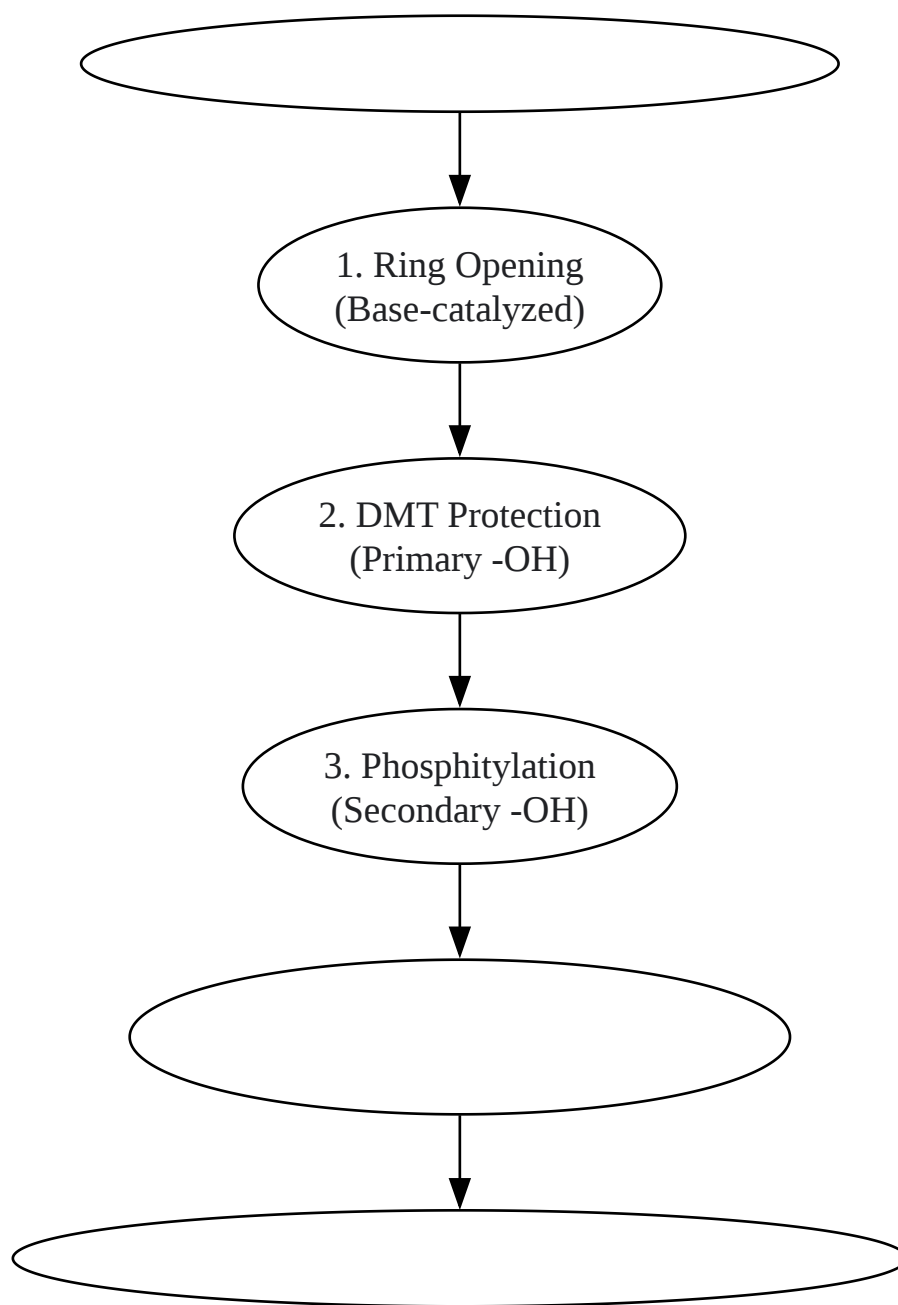 1. Ring Opening
(Base-catalyzed)
2. DMT Protection
(Primary -OH)
3. Phosphitylation
(Secondary -OH)